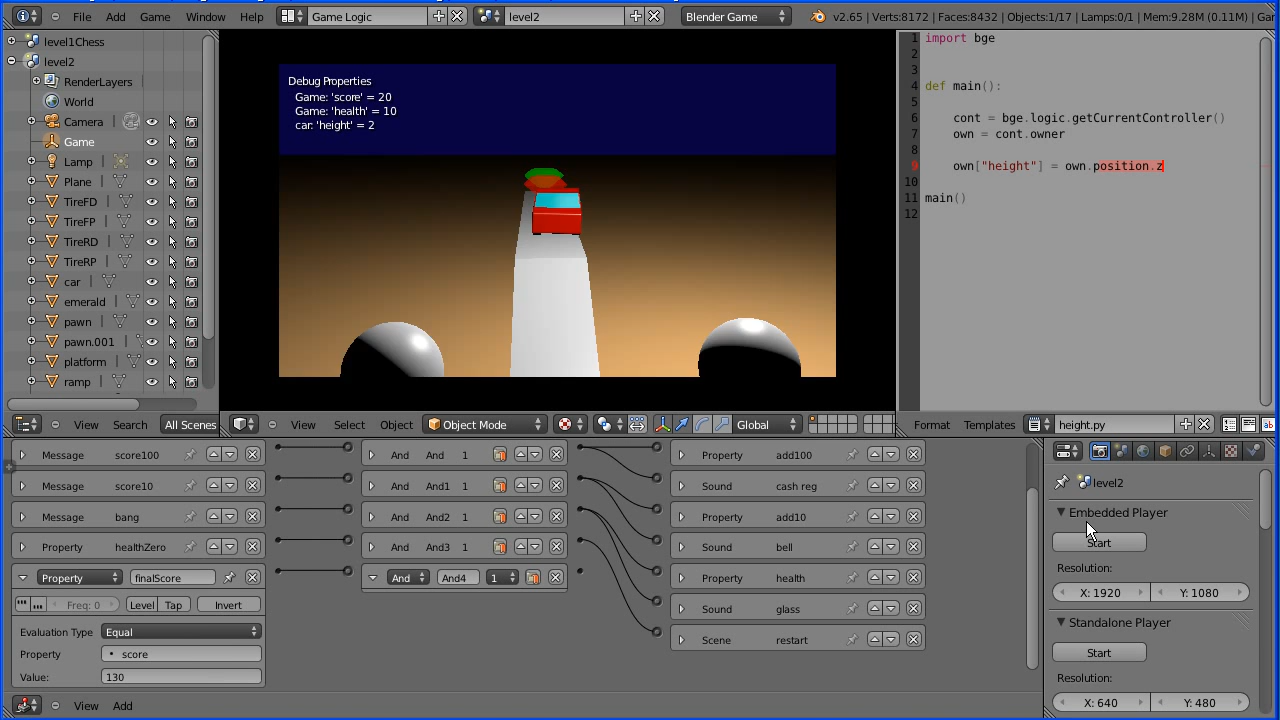 File Add Game Window Help Game Logic level2 Blender Game v2.65 | Verts:8172 | Faces:8432 | Objects:1/17 | Lamps:0/1 | Mem:9.28M (0.11M) | Gar
level1Chess
level2
RenderLayers
World
Camera
Game
Lamp
Plane
TireFD
TireFP
TireRD
TireRP
car
emerald
pawn
pawn.001
platform
ramp
View Search All Scenes
Debug Properties
Game: 'score' = 20
Game: 'health' = 10
car: 'height' = 2
View Select Object Object Mode Global
1 import bge
2
3
4 def main():
5
6 cont = bge.logic.getCurrentController()
7 own = cont.owner
8
9 own["height"] = own.position.z
10
11 main()
12
Format Templates height.py
Message score100 And And 1 Property add100
Message score10 And And1 1 Sound cash reg
Message bang And And2 1 Property add10
Property healthZero And And3 1 Sound bell
Property finalScore And And4 1 Property health
Freq: 0 Level Tap Invert Sound glass
Evaluation Type Equal Scene restart
Property score
Value: 130
View Add
level2
Embedded Player
Start
Resolution:
X: 1920 Y: 1080
Standalone Player
Start
Resolution:
X: 640 Y: 480